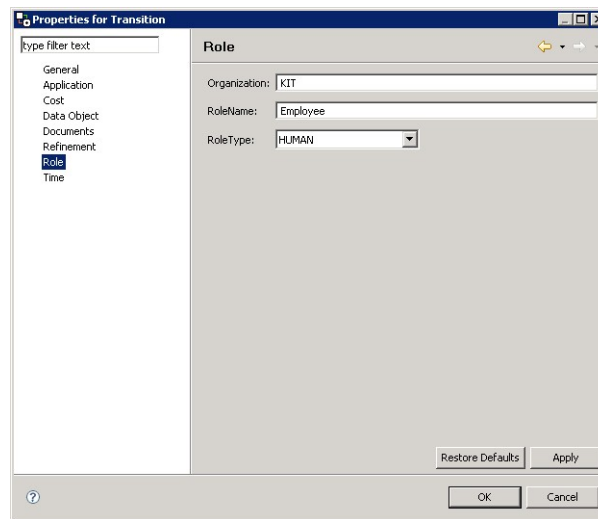 Properties for Transition
type filter text
General
Application
Cost
Data Object
Documents
Refinement
Role
Time
Role
Organization: KIT
RoleName: Employee
RoleType: HUMAN
Restore Defaults Apply
OK Cancel